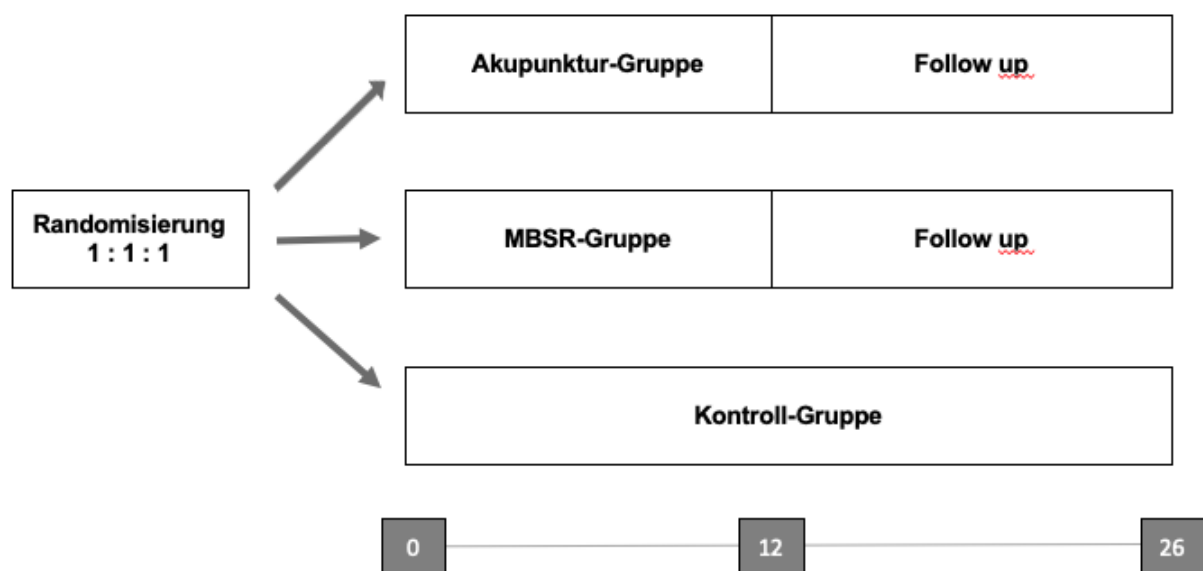 Akupunktur-Gruppe
Follow up
Randomisierung
1 : 1 : 1
MBSR-Gruppe
Follow up
Kontroll-Gruppe
0
12
26